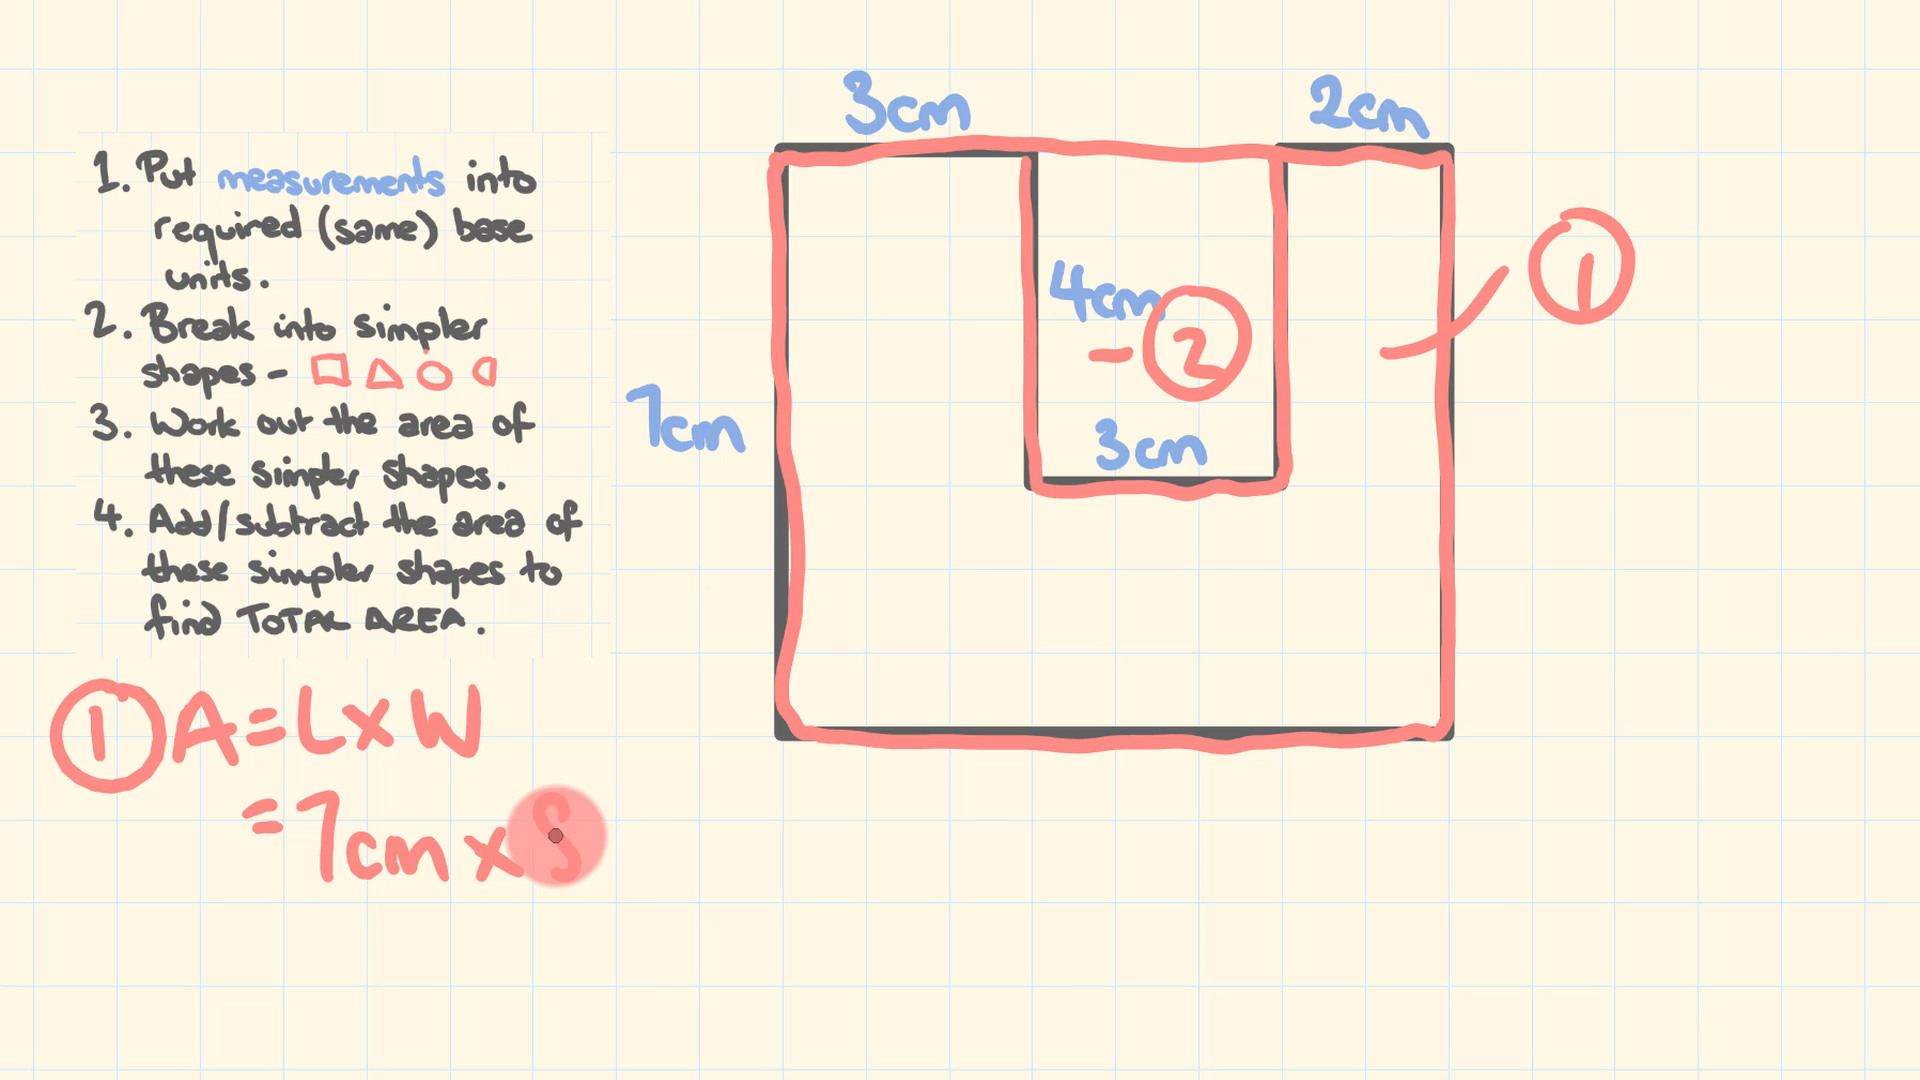 1. Put measurements into
required (same) base
units.
2. Break into simpler
shapes -
3. Work out the area of
these simpler shapes.
4. Add/subtract the area of
these simpler shapes to
find TOTAL AREA.
3cm
2cm
4cm
- 2
3cm
7cm
1
1 A = L x W
= 7cm x